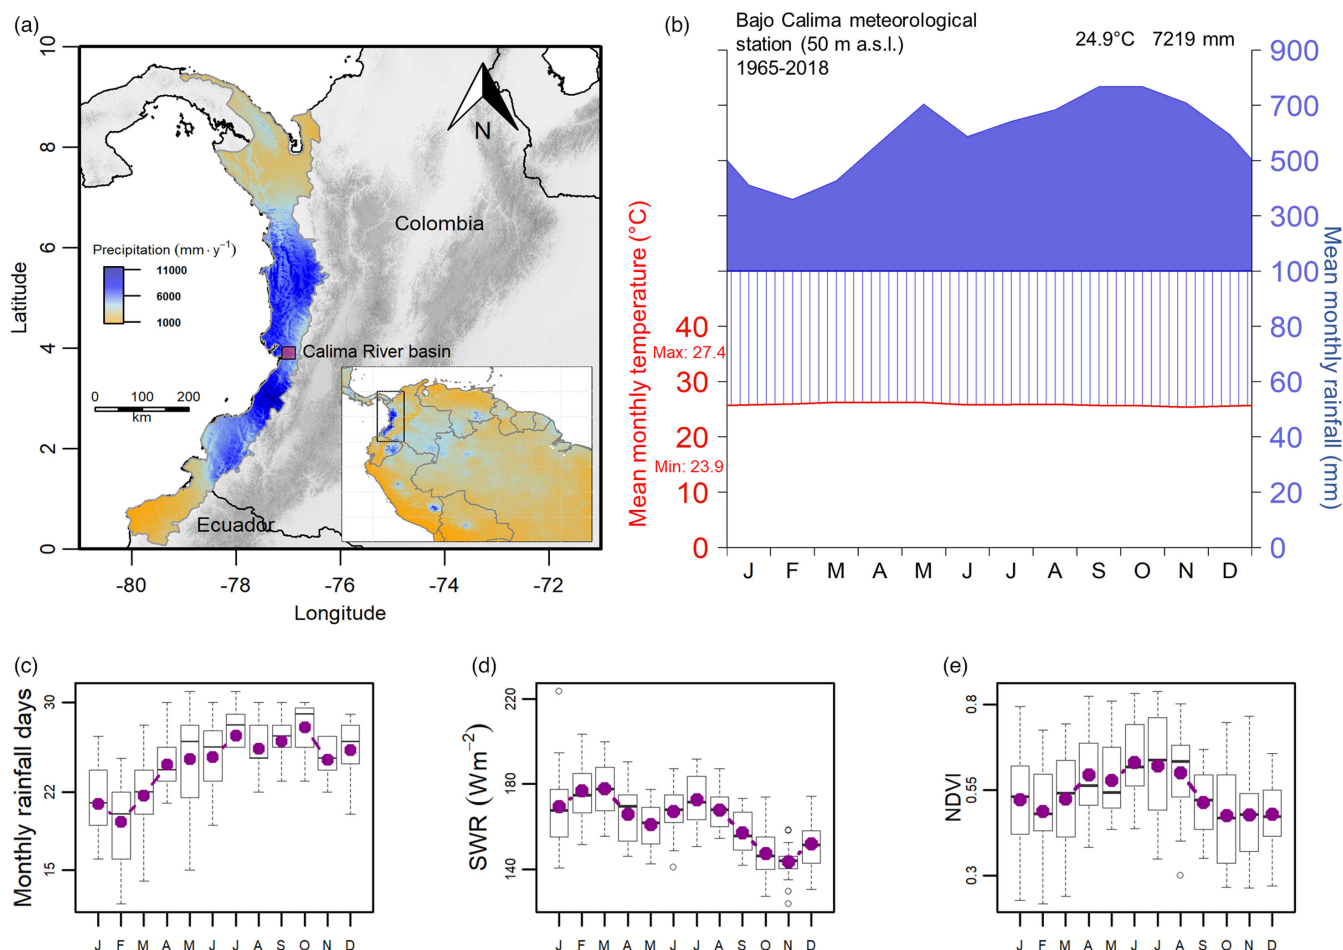 (a)
10
8
6
4
2
0
Latitude
-80
-78
-76
-74
-72
Longitude
N
Colombia
Precipitation (mm · y⁻¹)
11000
6000
1000
Calima River basin
0 100 200
km
Ecuador
(b)
Bajo Calima meteorological
station (50 m a.s.l.)
1965-2018
24.9°C 7219 mm
900
700
500
300
100
80
60
40
20
0
Mean monthly rainfall (mm)
40
Max: 27.4
30
20
Min: 23.9
10
0
Mean monthly temperature (°C)
J F M A M J J A S O N D
(c)
Monthly rainfall days
30
22
15
J F M A M J J A S O N D
(d)
SWR (Wm⁻²)
220
180
140
J F M A M J J A S O N D
(e)
NDVI
0.8
0.55
0.3
J F M A M J J A S O N D